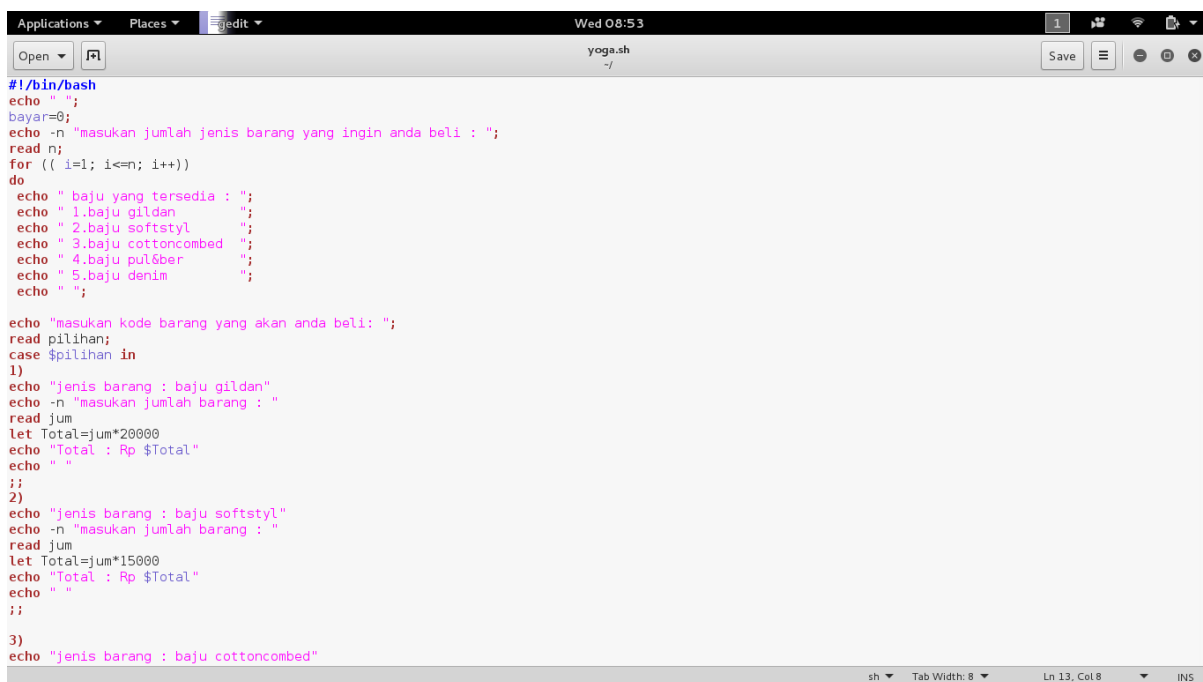 Applications Places gedit Wed 08:53 1
Open yoga.sh Save
~/
#!/bin/bash
echo " ";
bayar=0;
echo -n "masukan jumlah jenis barang yang ingin anda beli : ";
read n;
for (( i=1; i<=n; i++))
do
 echo " baju yang tersedia : ";
 echo " 1.baju gildan         ";
 echo " 2.baju softstyl       ";
 echo " 3.baju cottoncombed   ";
 echo " 4.baju pul&ber        ";
 echo " 5.baju denim          ";
 echo " ";
echo "masukan kode barang yang akan anda beli: ";
read pilihan;
case $pilihan in
1)
echo "jenis barang : baju gildan"
echo -n "masukan jumlah barang : "
read jum
let Total=jum*20000
echo "Total : Rp $Total"
echo " "
;;
2)
echo "jenis barang : baju softstyl"
echo -n "masukan jumlah barang : "
read jum
let Total=jum*15000
echo "Total : Rp $Total"
echo " "
;;
3)
echo "jenis barang : baju cottoncombed"
sh Tab Width: 8 Ln 13, Col 8 INS